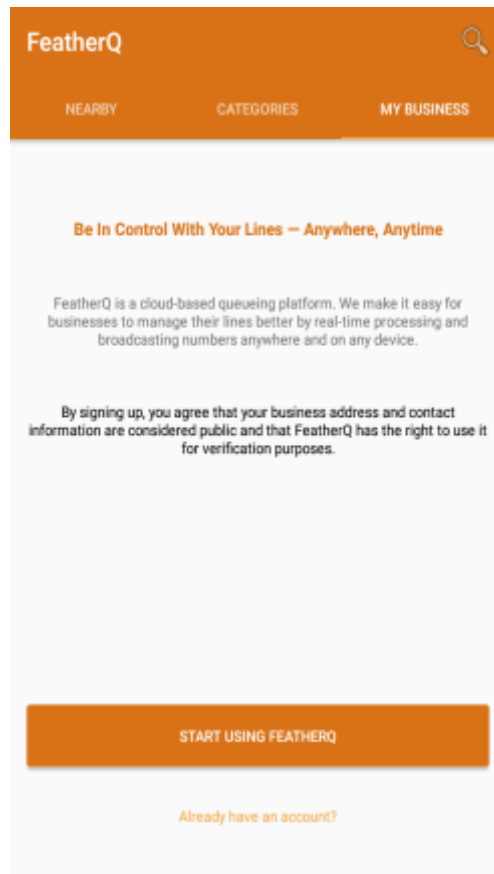 FeatherQ
NEARBY
CATEGORIES
MY BUSINESS
Be In Control With Your Lines — Anywhere, Anytime
FeatherQ is a cloud-based queueing platform. We make it easy for
businesses to manage their lines better by real-time processing and
broadcasting numbers anywhere and on any device.
By signing up, you agree that your business address and contact
information are considered public and that FeatherQ has the right to use it
for verification purposes.
START USING FEATHERQ
Already have an account?